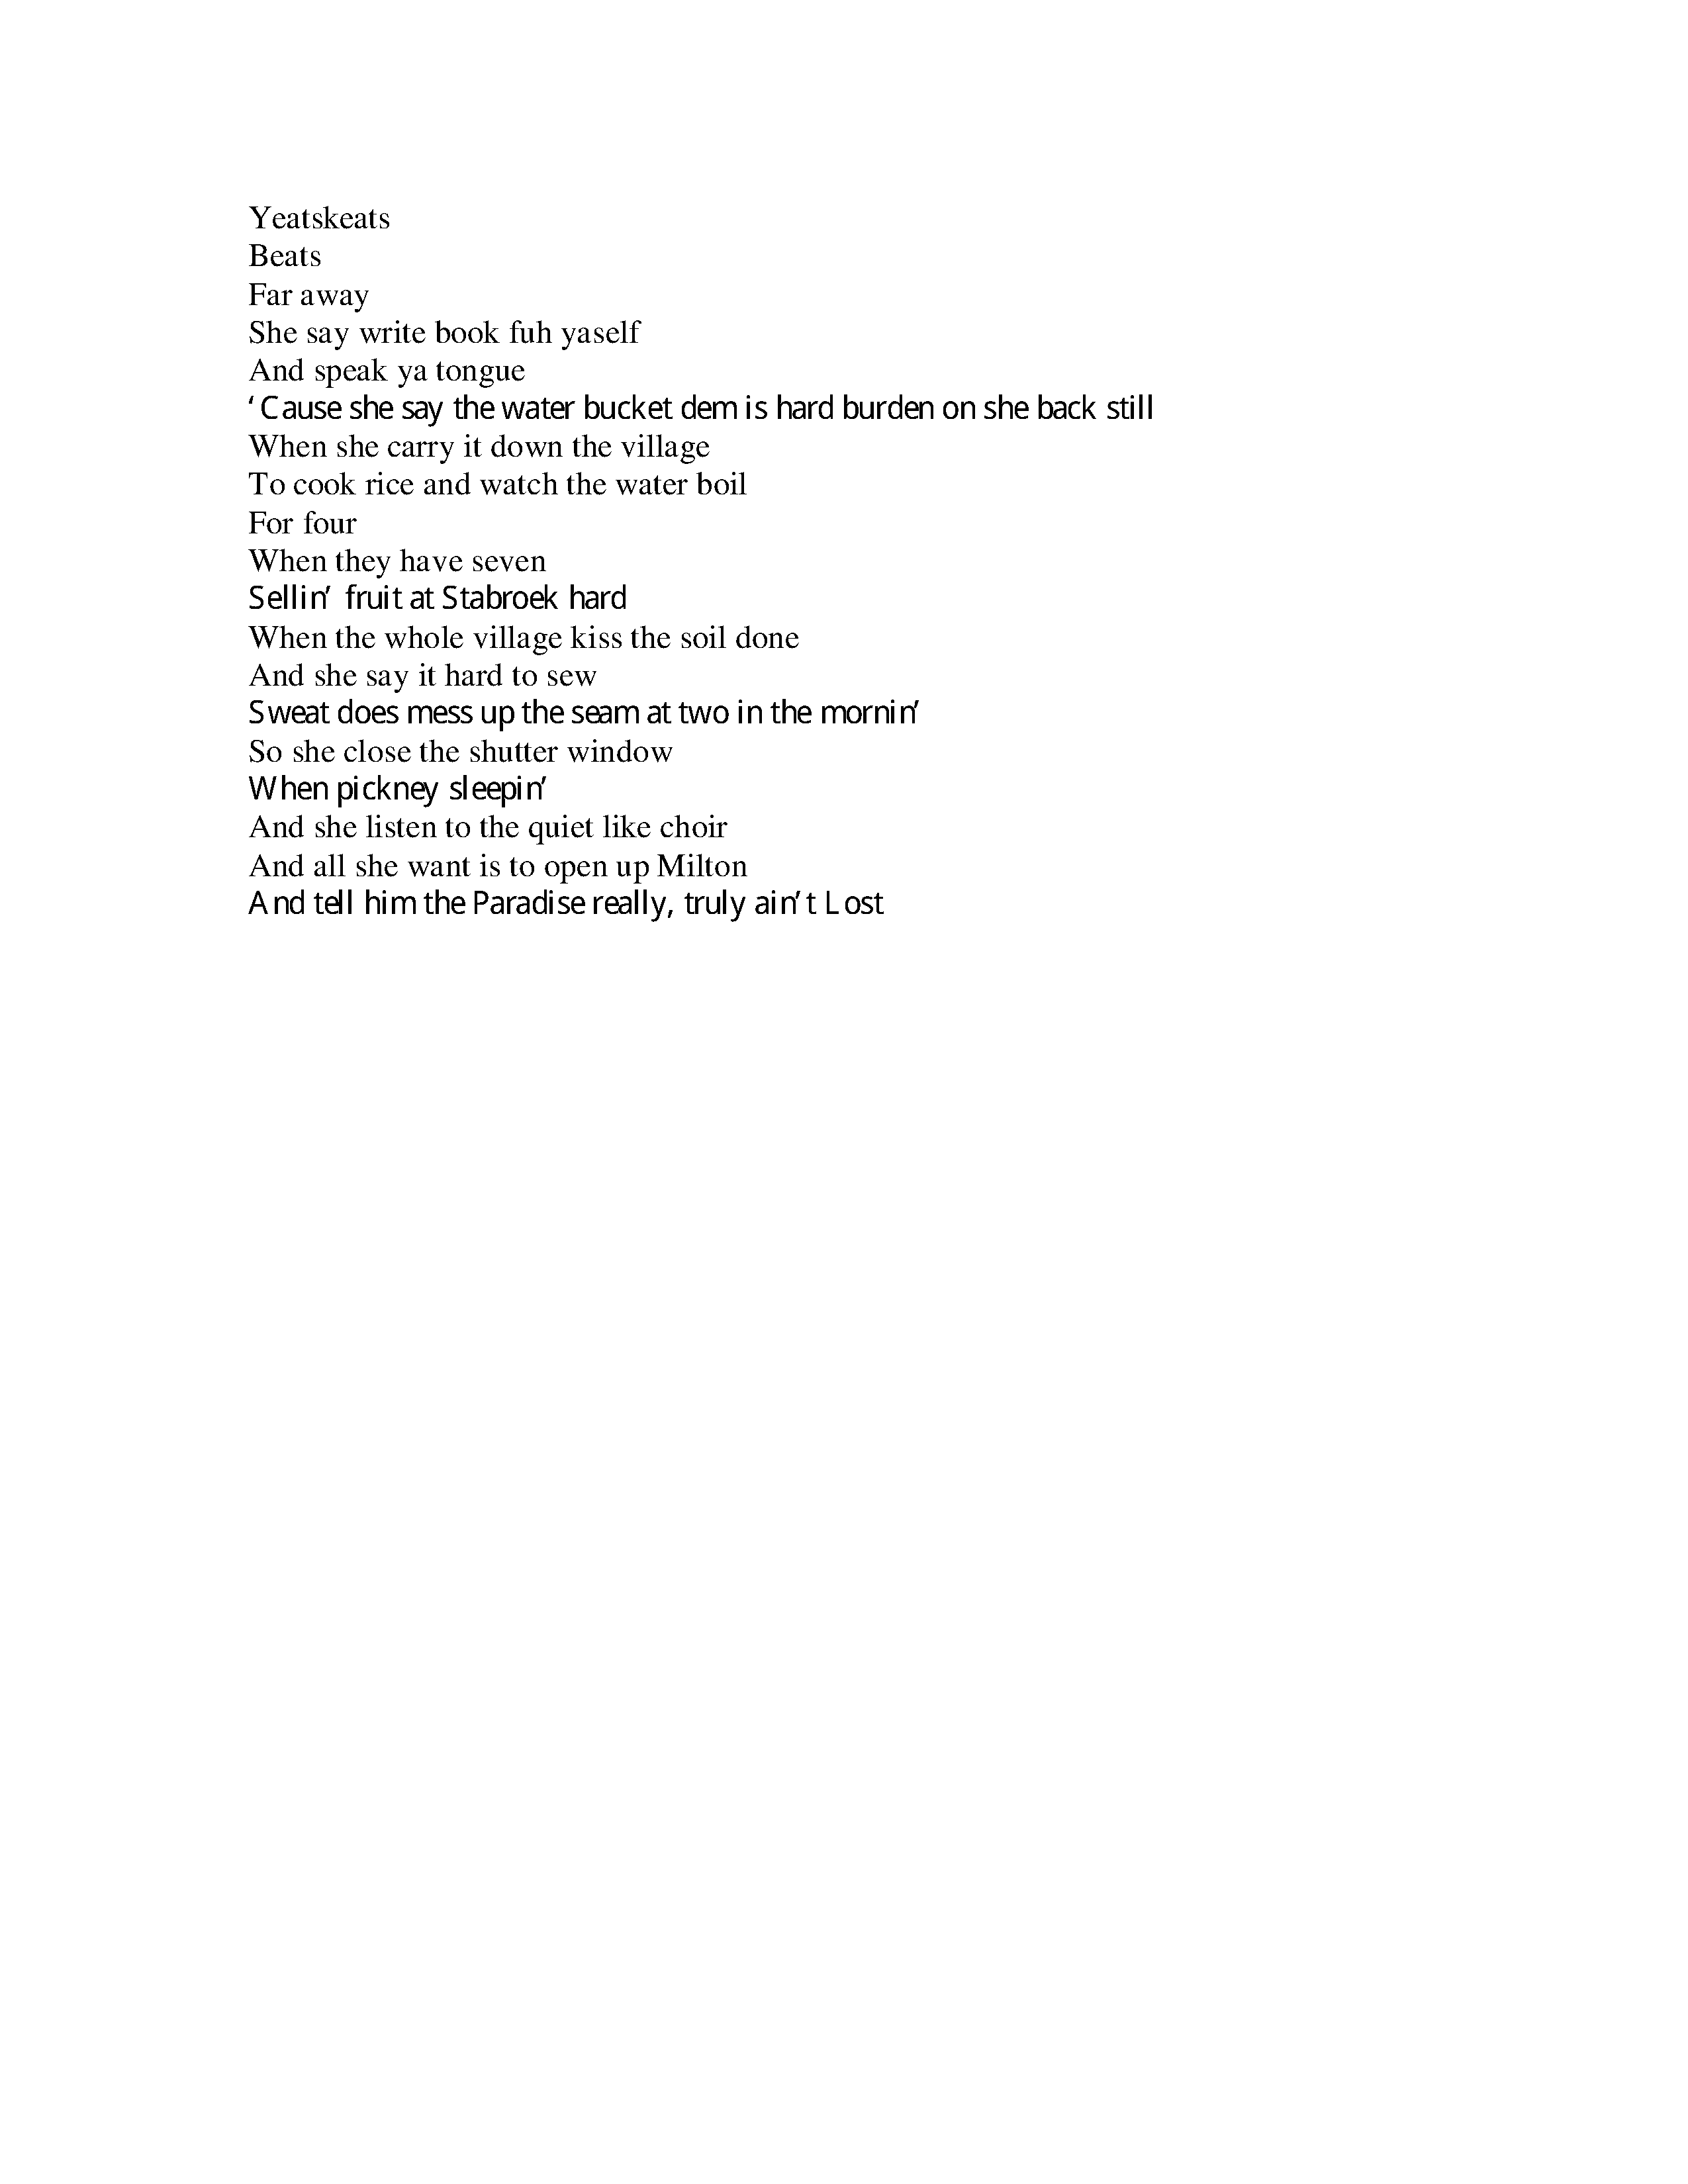 Yeatskeats
Beats
Far away
She say write book fuh yaself
And speak ya tongue
‘Cause she say the water bucket dem is hard burden on she back still
When she carry it down the village
To cook rice and watch the water boil
For four
When they have seven
Sellin’ fruit at Stabroek hard
When the whole village kiss the soil done
And she say it hard to sew
Sweat does mess up the seam at two in the mornin’
So she close the shutter window
When pickney sleepin’
And she listen to the quiet like choir
And all she want is to open up Milton
And tell him the Paradise really, truly ain’t Lost